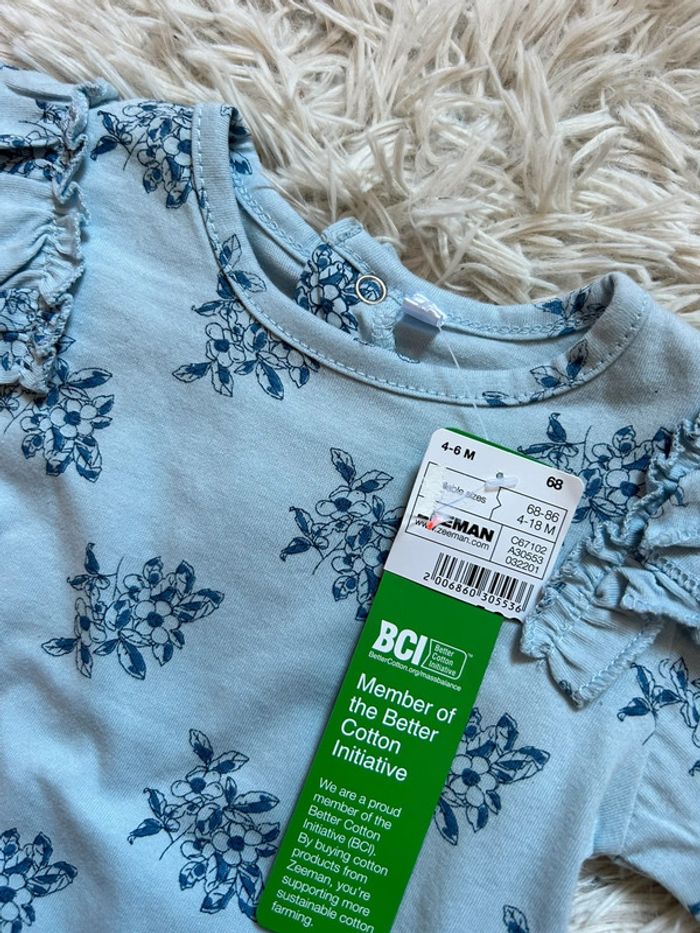 4-6 M
68
sizes
68-86
4-18 M
ZEEMAN
www.zeeman.com
C67102
A30553
032201
2 006860 305536
BCI Better
Cotton
Initiative ™
BetterCotton.org/massbalance
Member of
the Better
Cotton
Initiative
We are a proud
member of the
Better Cotton
Initiative (BCI).
By buying cotton
products from
Zeeman, you're
supporting more
sustainable cotton
farming.